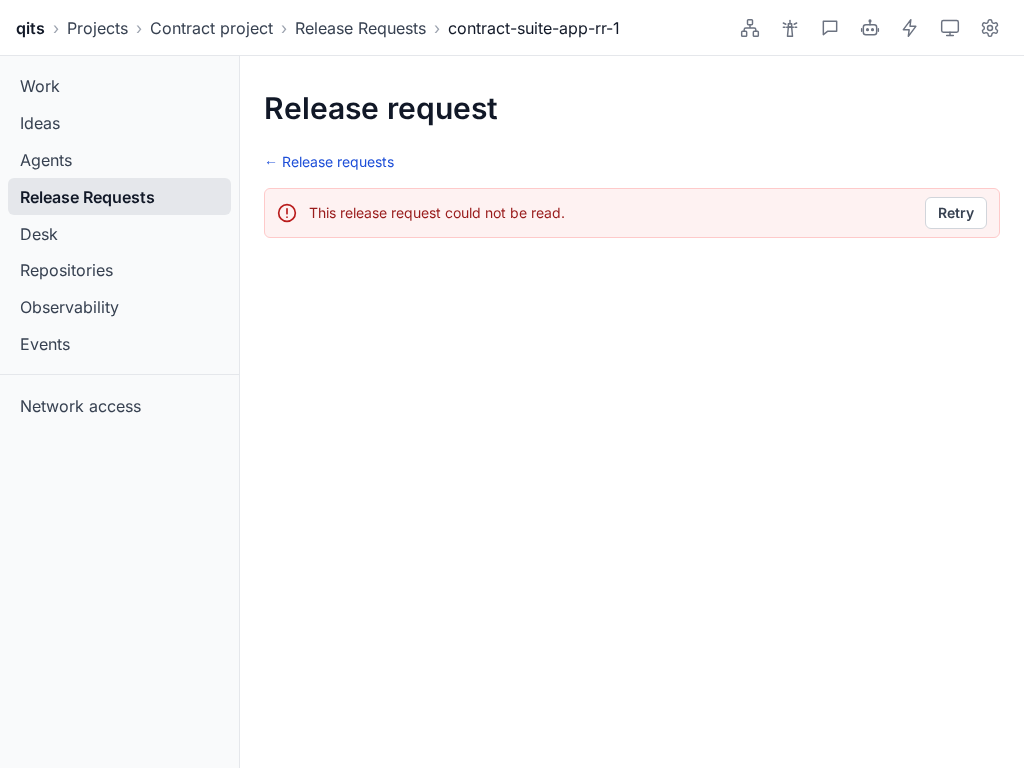 qits › Projects › Contract project › Release Requests › contract-suite-app-rr-1
Work
Ideas
Agents
Release Requests
Desk
Repositories
Observability
Events
Network access
Release request
← Release requests
This release request could not be read.
Retry